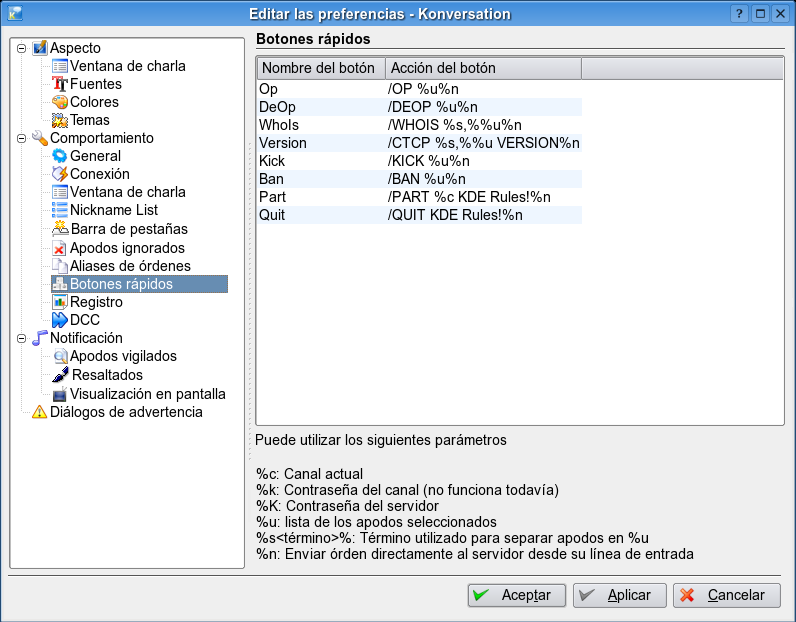 Editar las preferencias - Konversation
Aspecto
Ventana de charla
Fuentes
Colores
Temas
Comportamiento
General
Conexión
Ventana de charla
Nickname List
Barra de pestañas
Apodos ignorados
Aliases de órdenes
Botones rápidos
Registro
DCC
Notificación
Apodos vigilados
Resaltados
Visualización en pantalla
Diálogos de advertencia
Botones rápidos
Nombre del botón Acción del botón
Op /OP %u%n
DeOp /DEOP %u%n
WhoIs /WHOIS %s,%%u%n
Version /CTCP %s,%%u VERSION%n
Kick /KICK %u%n
Ban /BAN %u%n
Part /PART %c KDE Rules!%n
Quit /QUIT KDE Rules!%n
Puede utilizar los siguientes parámetros
%c: Canal actual
%k: Contraseña del canal (no funciona todavía)
%K: Contraseña del servidor
%u: lista de los apodos seleccionados
%s<término>%: Término utilizado para separar apodos en %u
%n: Enviar órden directamente al servidor desde su línea de entrada
Aceptar Aplicar Cancelar